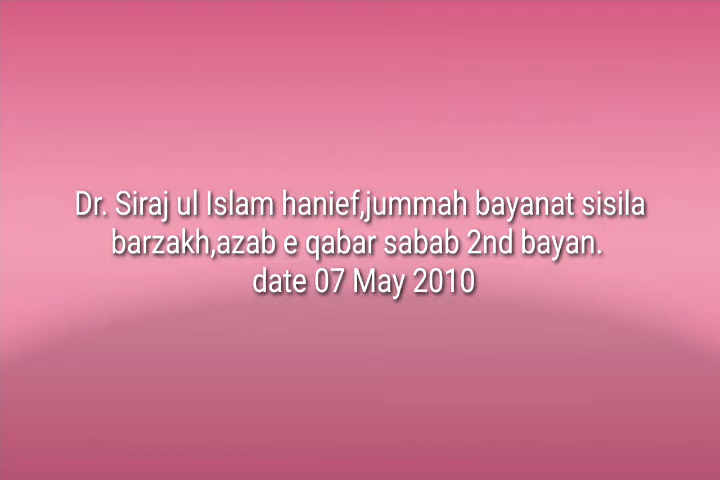 Dr. Siraj ul Islam hanief,jummah bayanat sisila
barzakh,azab e qabar sabab 2nd bayan.
date 07 May 2010